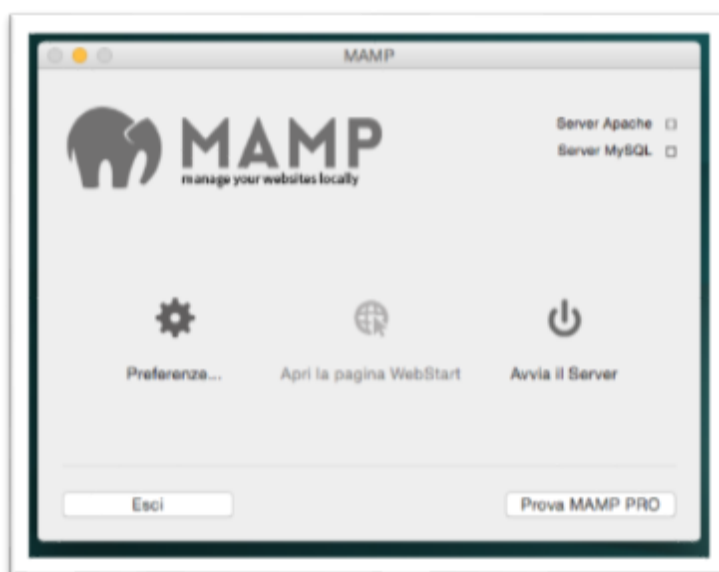 MAMP
MAMP
manage your websites locally
Server Apache
Server MySQL
Preferenze...
Apri la pagina WebStart
Avvia il Server
Esci
Prova MAMP PRO